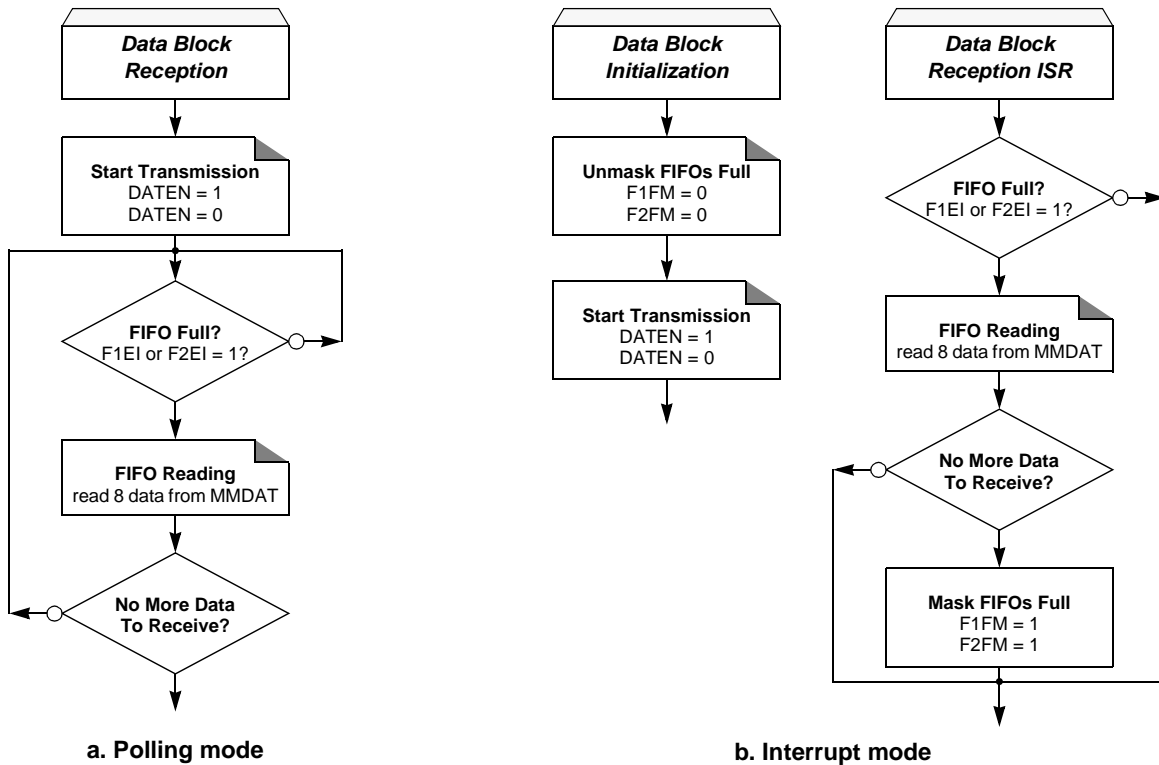 Data Block
Reception
Start Transmission
DATEN = 1
DATEN = 0
FIFO Full?
F1EI or F2EI = 1?
FIFO Reading
read 8 data from MMDAT
No More Data
To Receive?
a. Polling mode
Data Block
Initialization
Unmask FIFOs Full
F1FM = 0
F2FM = 0
Start Transmission
DATEN = 1
DATEN = 0
Data Block
Reception ISR
FIFO Full?
F1EI or F2EI = 1?
FIFO Reading
read 8 data from MMDAT
No More Data
To Receive?
Mask FIFOs Full
F1FM = 1
F2FM = 1
b. Interrupt mode